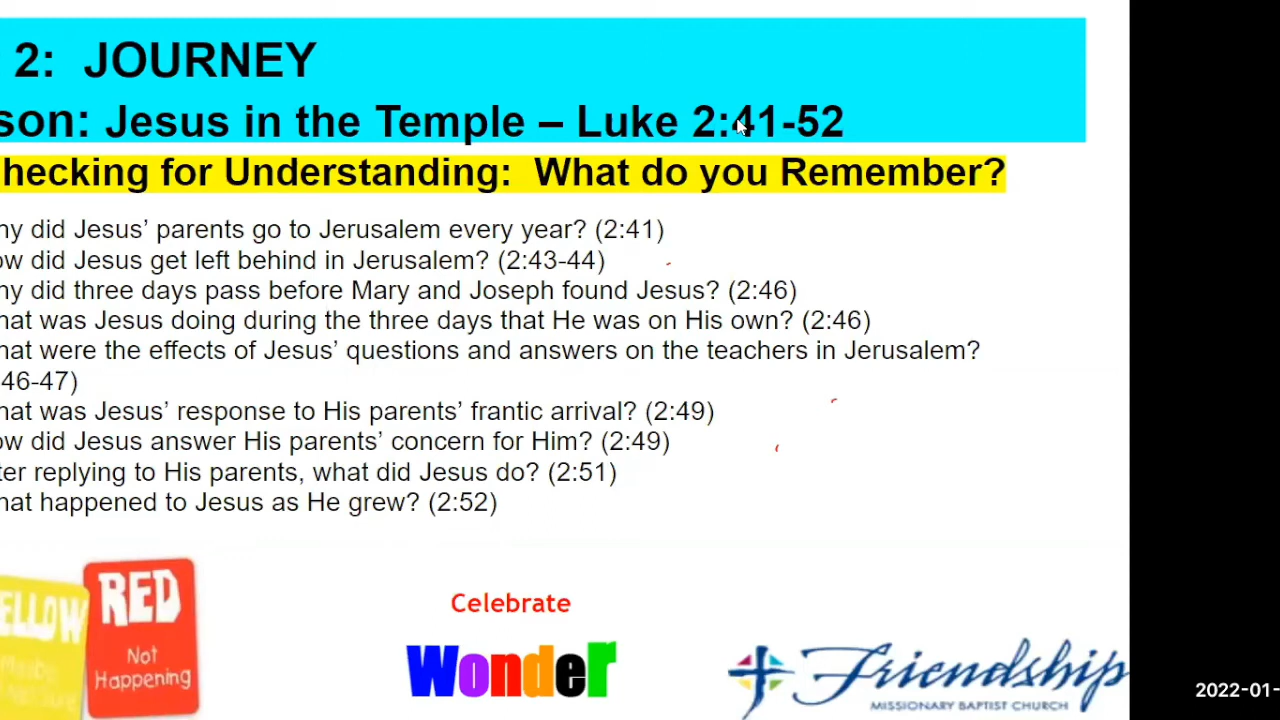 2: JOURNEY
son: Jesus in the Temple – Luke 2:41-52
hecking for Understanding: What do you Remember?
hy did Jesus’ parents go to Jerusalem every year? (2:41)
ow did Jesus get left behind in Jerusalem? (2:43-44)
hy did three days pass before Mary and Joseph found Jesus? (2:46)
hat was Jesus doing during the three days that He was on His own? (2:46)
hat were the effects of Jesus’ questions and answers on the teachers in Jerusalem?
46-47)
hat was Jesus’ response to His parents’ frantic arrival? (2:49)
ow did Jesus answer His parents’ concern for Him? (2:49)
ter replying to His parents, what did Jesus do? (2:51)
hat happened to Jesus as He grew? (2:52)
ELLOW
RED
Not
Happening
Celebrate
Wonder
Friendship
MISSIONARY BAPTIST CHURCH
2022-01-